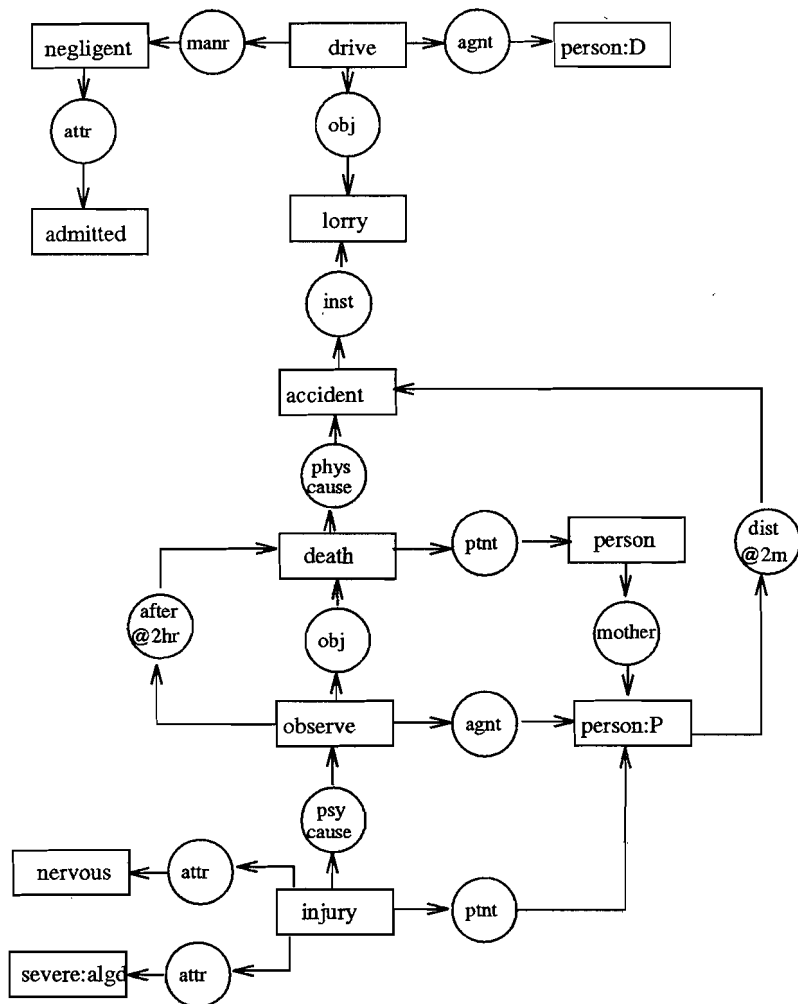 negligent
manr
drive
agnt
person:D
attr
obj
admitted
lorry
inst
accident
phys
cause
death
ptnt
person
dist
@2m
after
@2hr
obj
mother
observe
agnt
person:P
psy
cause
nervous
attr
injury
ptnt
severe:algd
attr